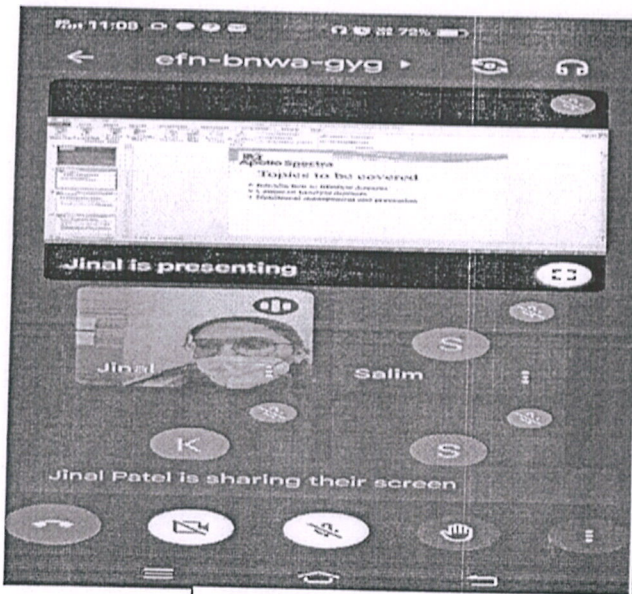 11:08
72%
efn-bnwa-gyg
Apollo Spectra
Topics to be covered
Jinal is presenting
Jinal
S
Salim
K
S
Jinal Patel is sharing their screen